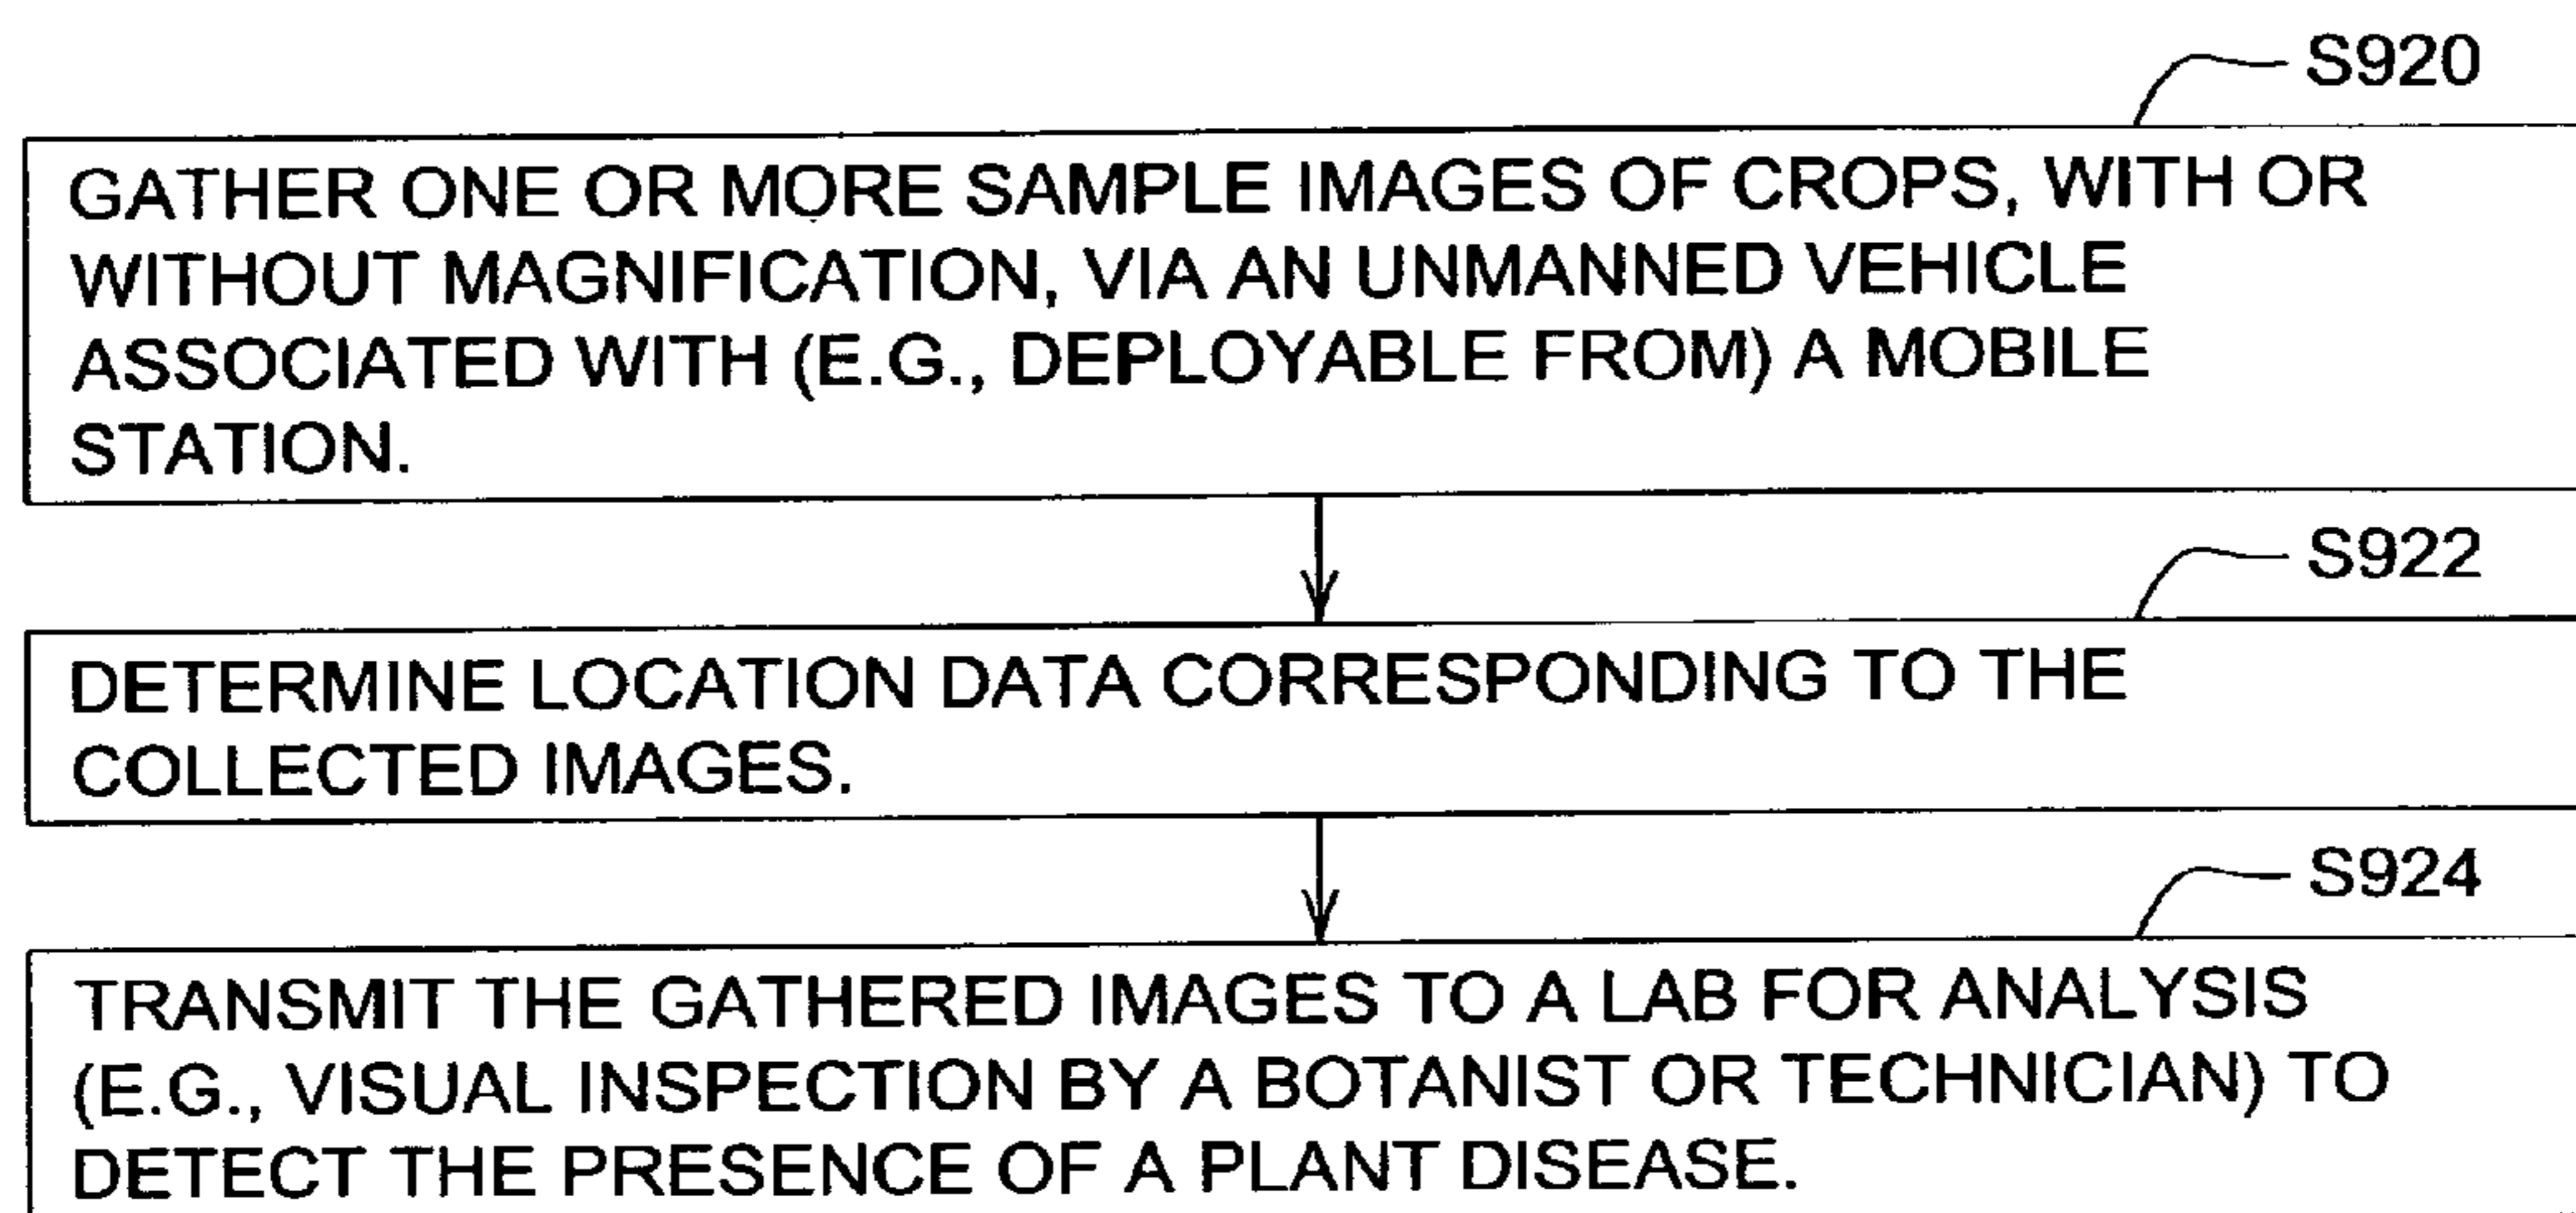 S920
GATHER ONE OR MORE SAMPLE IMAGES OF CROPS, WITH OR
WITHOUT MAGNIFICATION, VIA AN UNMANNED VEHICLE
ASSOCIATED WITH (E.G., DEPLOYABLE FROM) A MOBILE
STATION.
S922
DETERMINE LOCATION DATA CORRESPONDING TO THE
COLLECTED IMAGES.
S924
TRANSMIT THE GATHERED IMAGES TO A LAB FOR ANALYSIS
(E.G., VISUAL INSPECTION BY A BOTANIST OR TECHNICIAN) TO
DETECT THE PRESENCE OF A PLANT DISEASE.